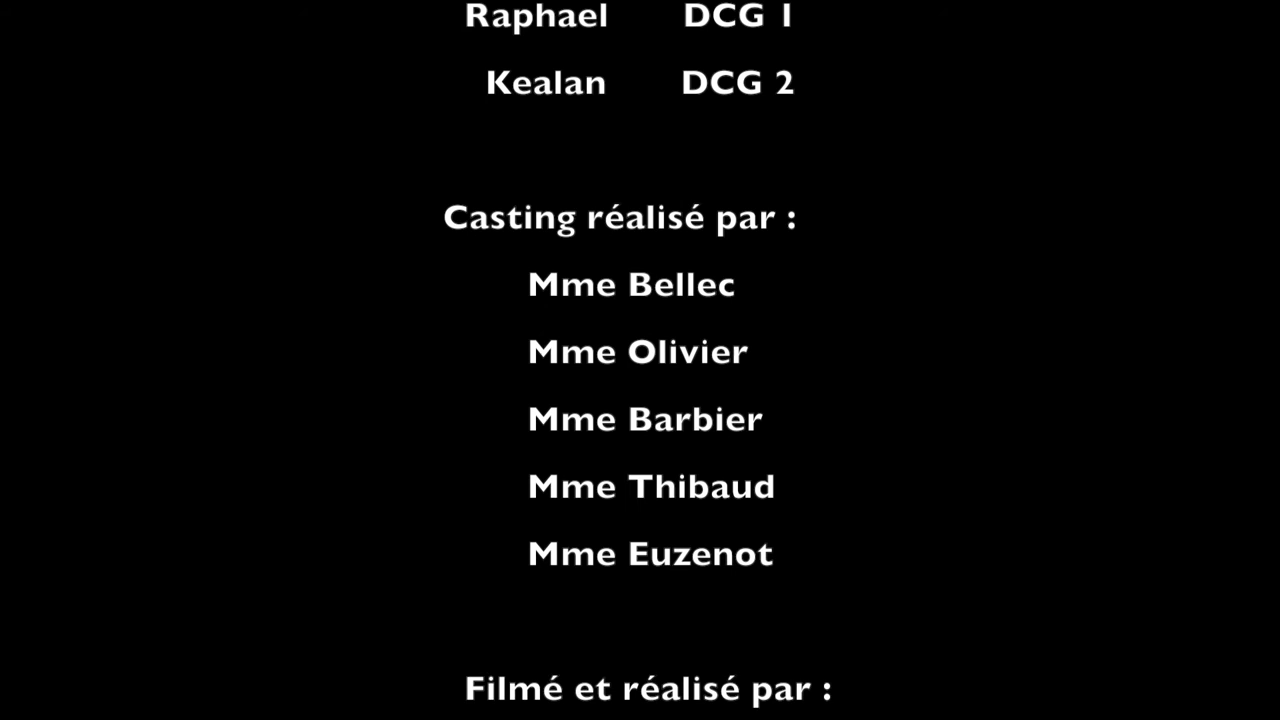 Raphael DCG 1
Kealan DCG 2
Casting réalisé par :
Mme Bellec
Mme Olivier
Mme Barbier
Mme Thibaud
Mme Euzenot
Filmé et réalisé par :